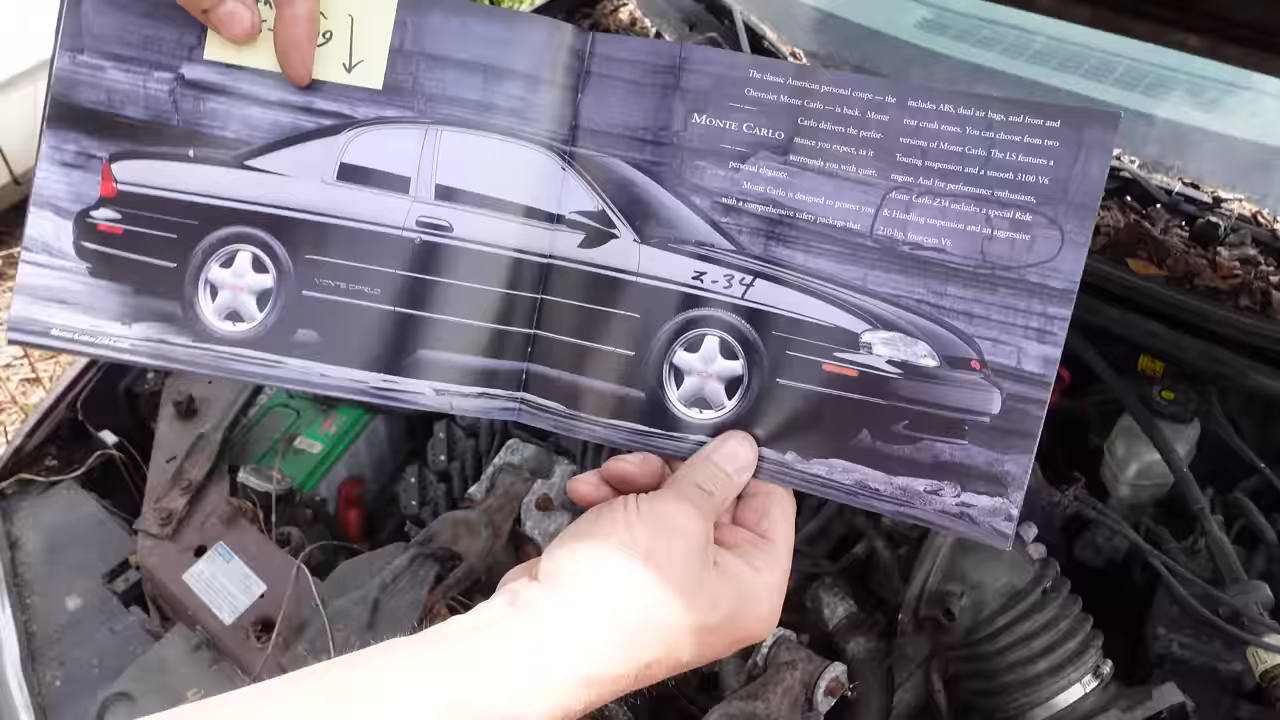 The classic American personal coupe — the
Chevrolet Monte Carlo — is back. Monte
MONTE CARLO
Carlo delivers the perfor-
mance you expect, as it
surrounds you with quiet,
personal elegance.
Monte Carlo is designed to protect you
with a comprehensive safety package that
includes ABS, dual air bags, and front and
rear crush zones. You can choose from two
versions of Monte Carlo. The LS features a
Touring suspension and a smooth 3100 V6
engine. And for performance enthusiasts,
Monte Carlo Z34 includes a special Ride
& Handling suspension and an aggressive
210-hp, four-cam V6.
Z-34
MONTE CARLO
Monte Carlo Z34